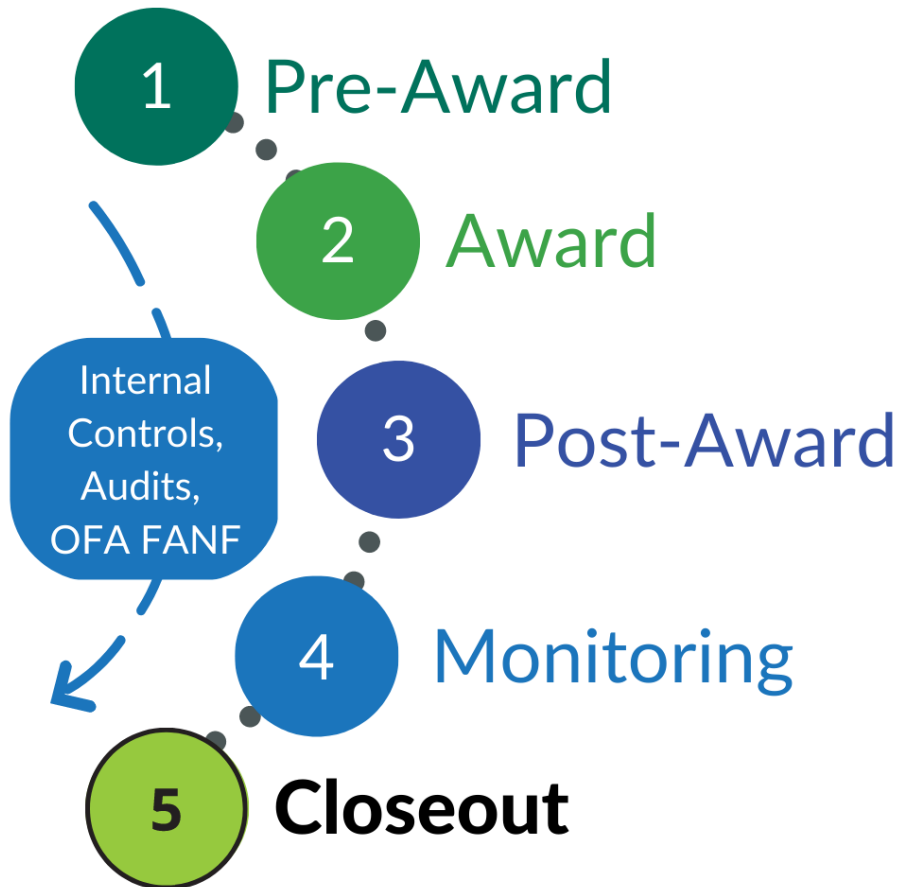 1 Pre-Award
2 Award
3 Post-Award
Internal
Controls,
Audits,
OFA FANF
4 Monitoring
5 Closeout